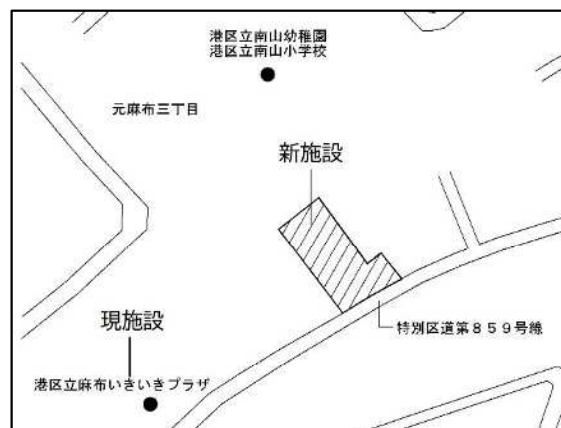 港区立南山幼稚園
港区立南山小学校
元麻布三丁目
新施設
特別区道第８５９号線
現施設
港区立麻布いきいきプラザ